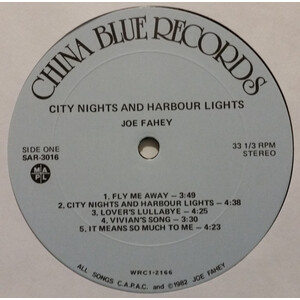 CHINA BLUE RECORDS
CITY NIGHTS AND HARBOUR LIGHTS
JOE FAHEY
SIDE ONE
SAR-3016
33 1/3 RPM
STEREO
M A
P L
1. FLY ME AWAY – 3:49
2. CITY NIGHTS AND HARBOUR LIGHTS – 4:38
3. LOVER'S LULLABYE – 4:25
4. VIVIAN'S SONG – 3:30
5. IT MEANS SO MUCH TO ME – 4:23
WRC1-2166
ALL SONGS C.A.P.A.C. and ©1982 JOE FAHEY